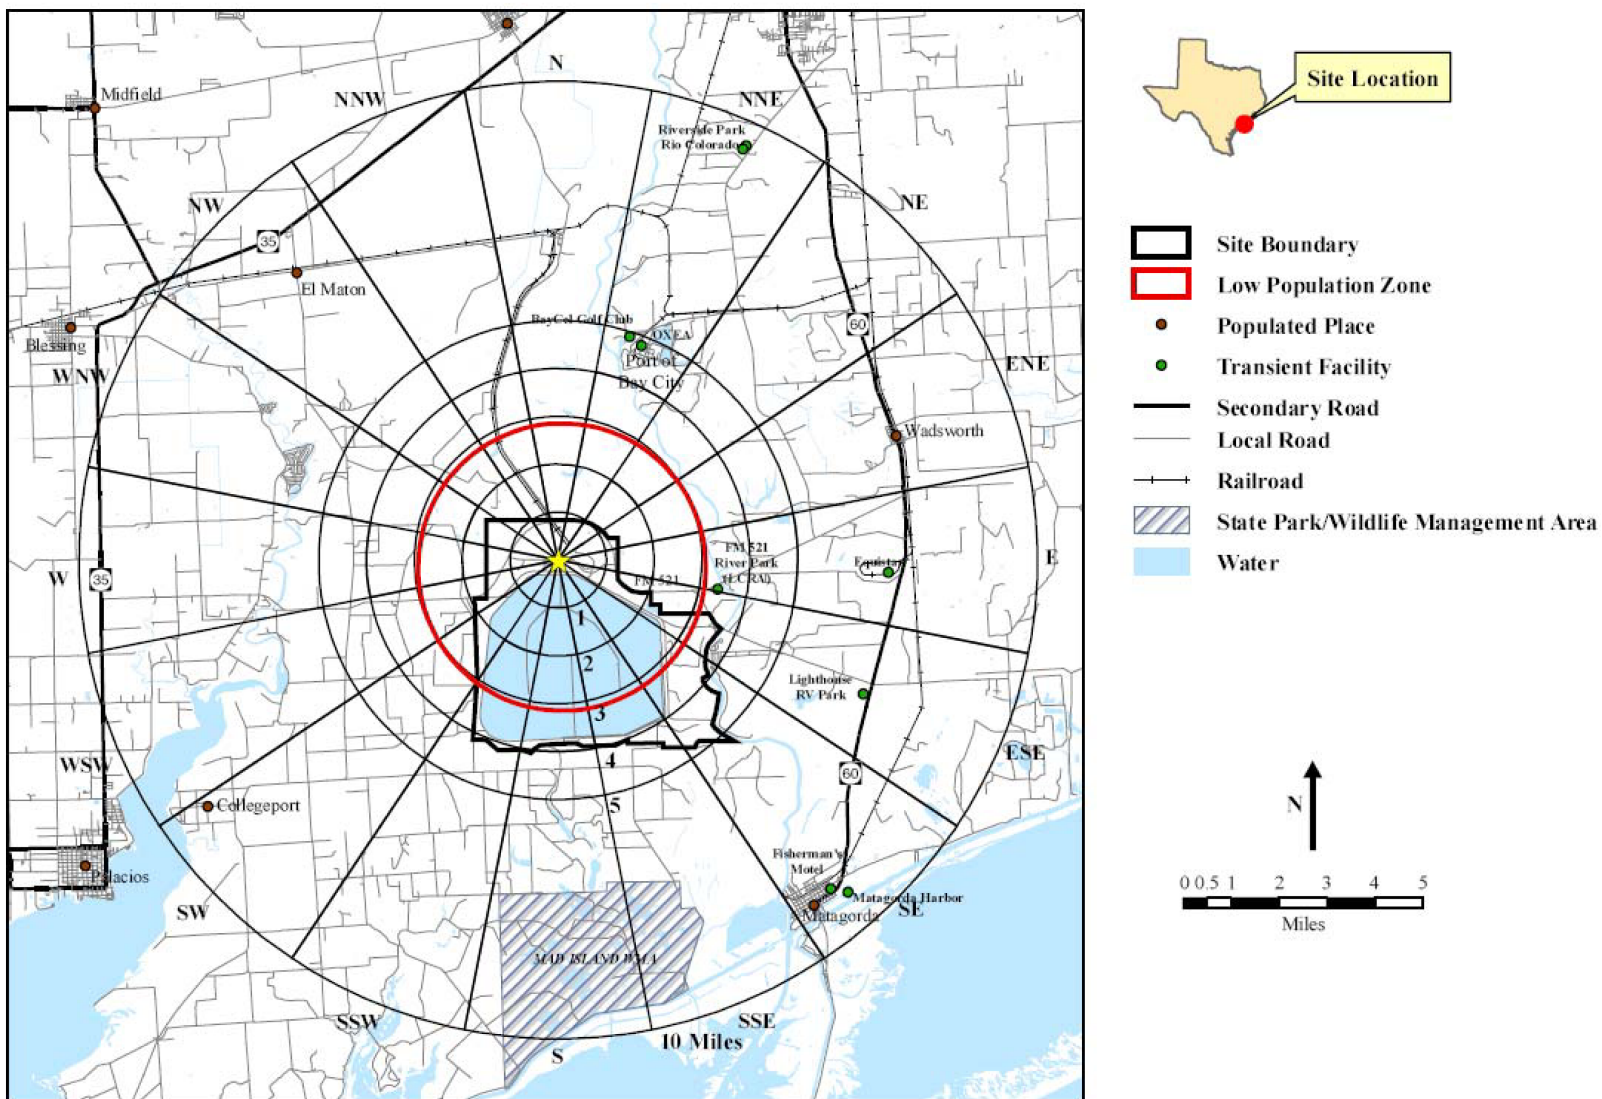 Midfield
N
NNW
NNE
Riverside Park
Rio Colorado
NW
NE
35
El Maton
BayCel Golf Club
OXEA
60
Blessing
Port of
Bay City
WNW
ENE
Wadsworth
FM 521
River Park
(LCRA)
Equistar
E
W
35
FM 521
1
2
Lighthouse
RV Park
3
ESE
WSW
4
60
Collegeport
5
Fisherman's
Motel
Palacios
Matagorda Harbor
SW
Matagorda
SE
MAD ISLAND WMA
SSW
SSE
10 Miles
S
Site Location
Site Boundary
Low Population Zone
Populated Place
Transient Facility
Secondary Road
Local Road
Railroad
State Park/Wildlife Management Area
Water
N
0 0.5 1 2 3 4 5
Miles